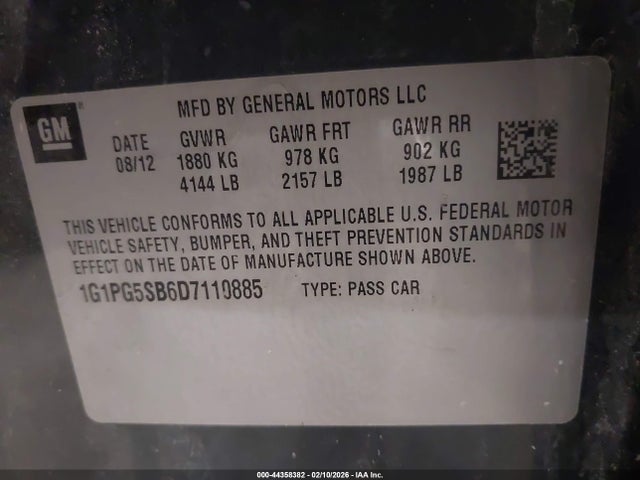 GM ®
MFD BY GENERAL MOTORS LLC
DATE GVWR GAWR FRT GAWR RR
08/12 1880 KG 978 KG 902 KG
4144 LB 2157 LB 1987 LB
THIS VEHICLE CONFORMS TO ALL APPLICABLE U.S. FEDERAL MOTOR
VEHICLE SAFETY, BUMPER, AND THEFT PREVENTION STANDARDS IN
EFFECT ON THE DATE OF MANUFACTURE SHOWN ABOVE.
1G1PG5SB6D7110885 TYPE: PASS CAR
000-44358382 - 02/10/2026 - IAA Inc.